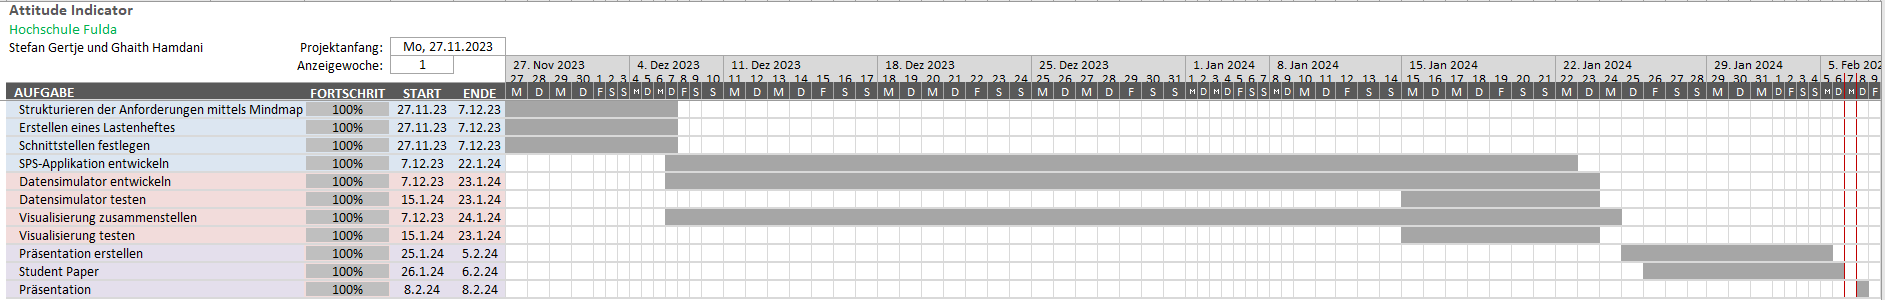 Attitude Indicator
Hochschule Fulda
Stefan Gertje und Ghaith Hamdani Projektanfang: Mo, 27.11.2023
Anzeigewoche: 1 27. Nov 2023 4. Dez 2023 11. Dez 2023 18. Dez 2023 25. Dez 2023 1. Jan 2024 8. Jan 2024 15. Jan 2024 22. Jan 2024 29. Jan 2024 5. Feb 202
27 28 29 30 1 2 3 4 5 6 7 8 9 10 11 12 13 14 15 16 17 18 19 20 21 22 23 24 25 26 27 28 29 30 31 1 2 3 4 5 6 7 8 9 10 11 12 13 14 15 16 17 18 19 20 21 22 23 24 25 26 27 28 29 30 31 1 2 3 4 5 6 7 8 9
AUFGABE FORTSCHRIT START ENDE M D M D F S S M D M D F S S M D M D F S S M D M D F S S M D M D F S S M D M D F S S M D M D F S S M D M D F S S M D M D F S S M D M D F S S M D M D F
Strukturieren der Anforderungen mittels Mindmap 100% 27.11.23 7.12.23
Erstellen eines Lastenheftes 100% 27.11.23 7.12.23
Schnittstellen festlegen 100% 27.11.23 7.12.23
SPS-Applikation entwickeln 100% 7.12.23 22.1.24
Datensimulator entwickeln 100% 7.12.23 23.1.24
Datensimulator testen 100% 15.1.24 23.1.24
Visualisierung zusammenstellen 100% 7.12.23 24.1.24
Visualisierung testen 100% 15.1.24 23.1.24
Präsentation erstellen 100% 25.1.24 5.2.24
Student Paper 100% 26.1.24 6.2.24
Präsentation 100% 8.2.24 8.2.24